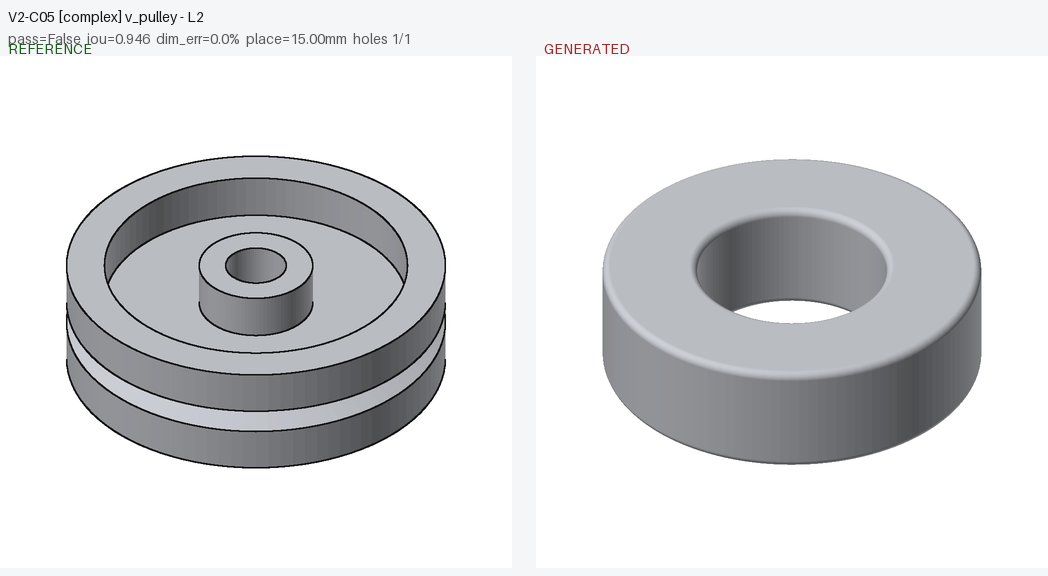 V2-C05 [complex] v_pulley - L2
pass=False iou=0.946 dim_err=0.0% place=15.00mm holes 1/1
REFERENCE
GENERATED